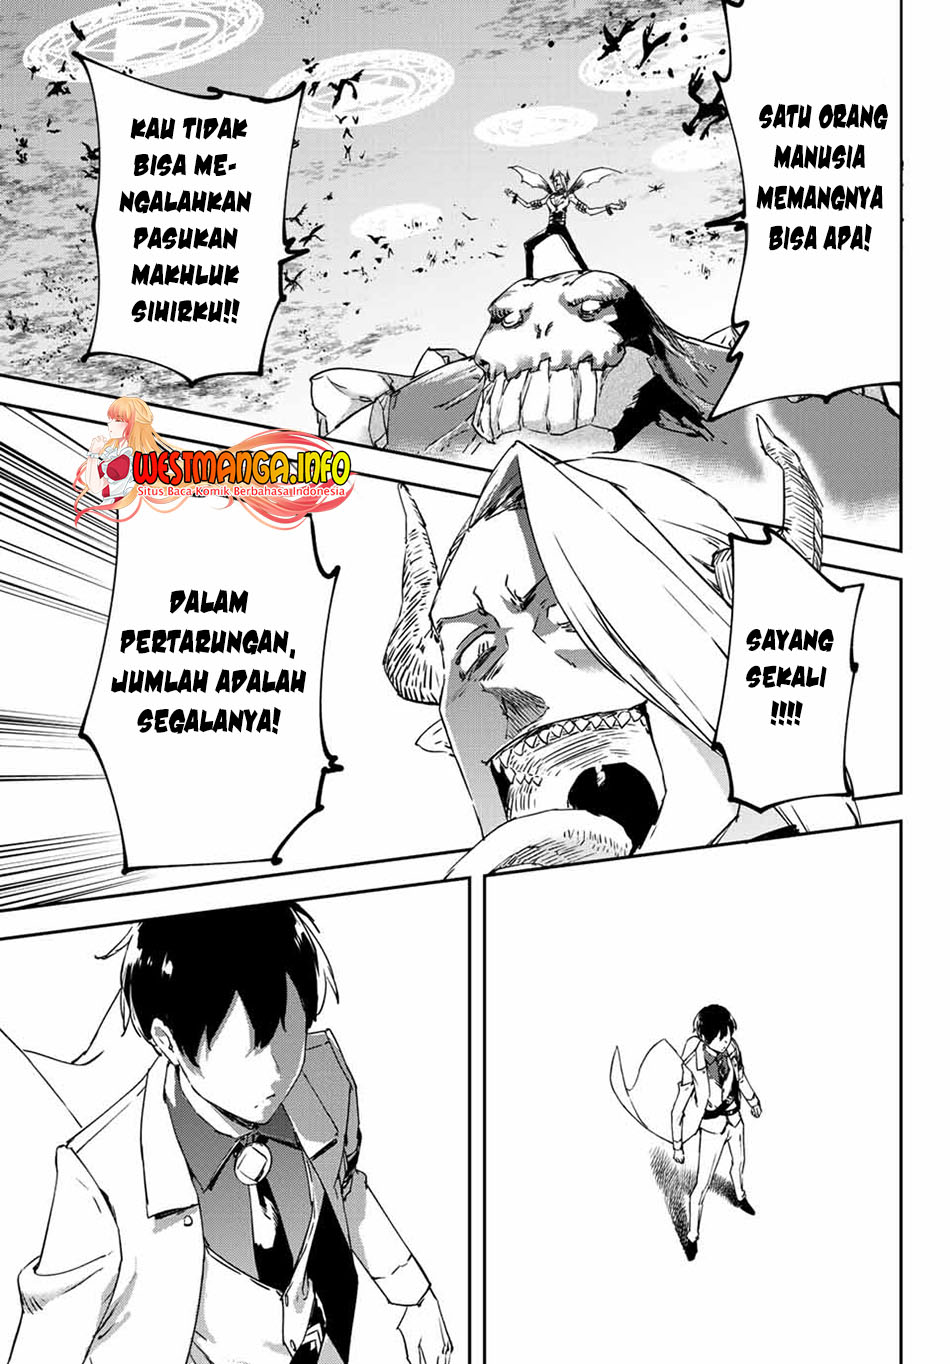 SATU ORANG
MANUSIA
MEMANGNYA
BISA APA!
KAU TIDAK
BISA ME-
NGALAHKAN
PASUKAN
MAKHLUK
SIHIRKU!!
WESTMANGA.INFO
Situs Baca Komik Berbahasa Indonesia
SAYANG
SEKALI
!!!!
DALAM
PERTARUNGAN,
JUMLAH ADALAH
SEGALANYA!